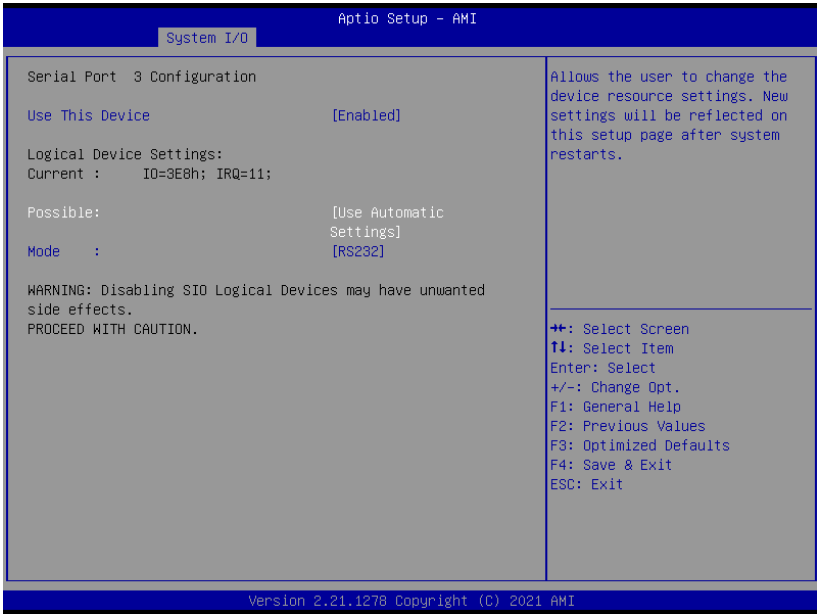 Aptio Setup – AMI
System I/O
Serial Port  3 Configuration
Use This Device [Enabled]
Logical Device Settings:
Current : IO=3E8h; IRQ=11;
Possible: [Use Automatic
Settings]
Mode : [RS232]
WARNING: Disabling SIO Logical Devices may have unwanted
side effects.
PROCEED WITH CAUTION.
Allows the user to change the
device resource settings. New
settings will be reflected on
this setup page after system
restarts.
→←: Select Screen
↑↓: Select Item
Enter: Select
+/-: Change Opt.
F1: General Help
F2: Previous Values
F3: Optimized Defaults
F4: Save & Exit
ESC: Exit
Version 2.21.1278 Copyright (C) 2021 AMI